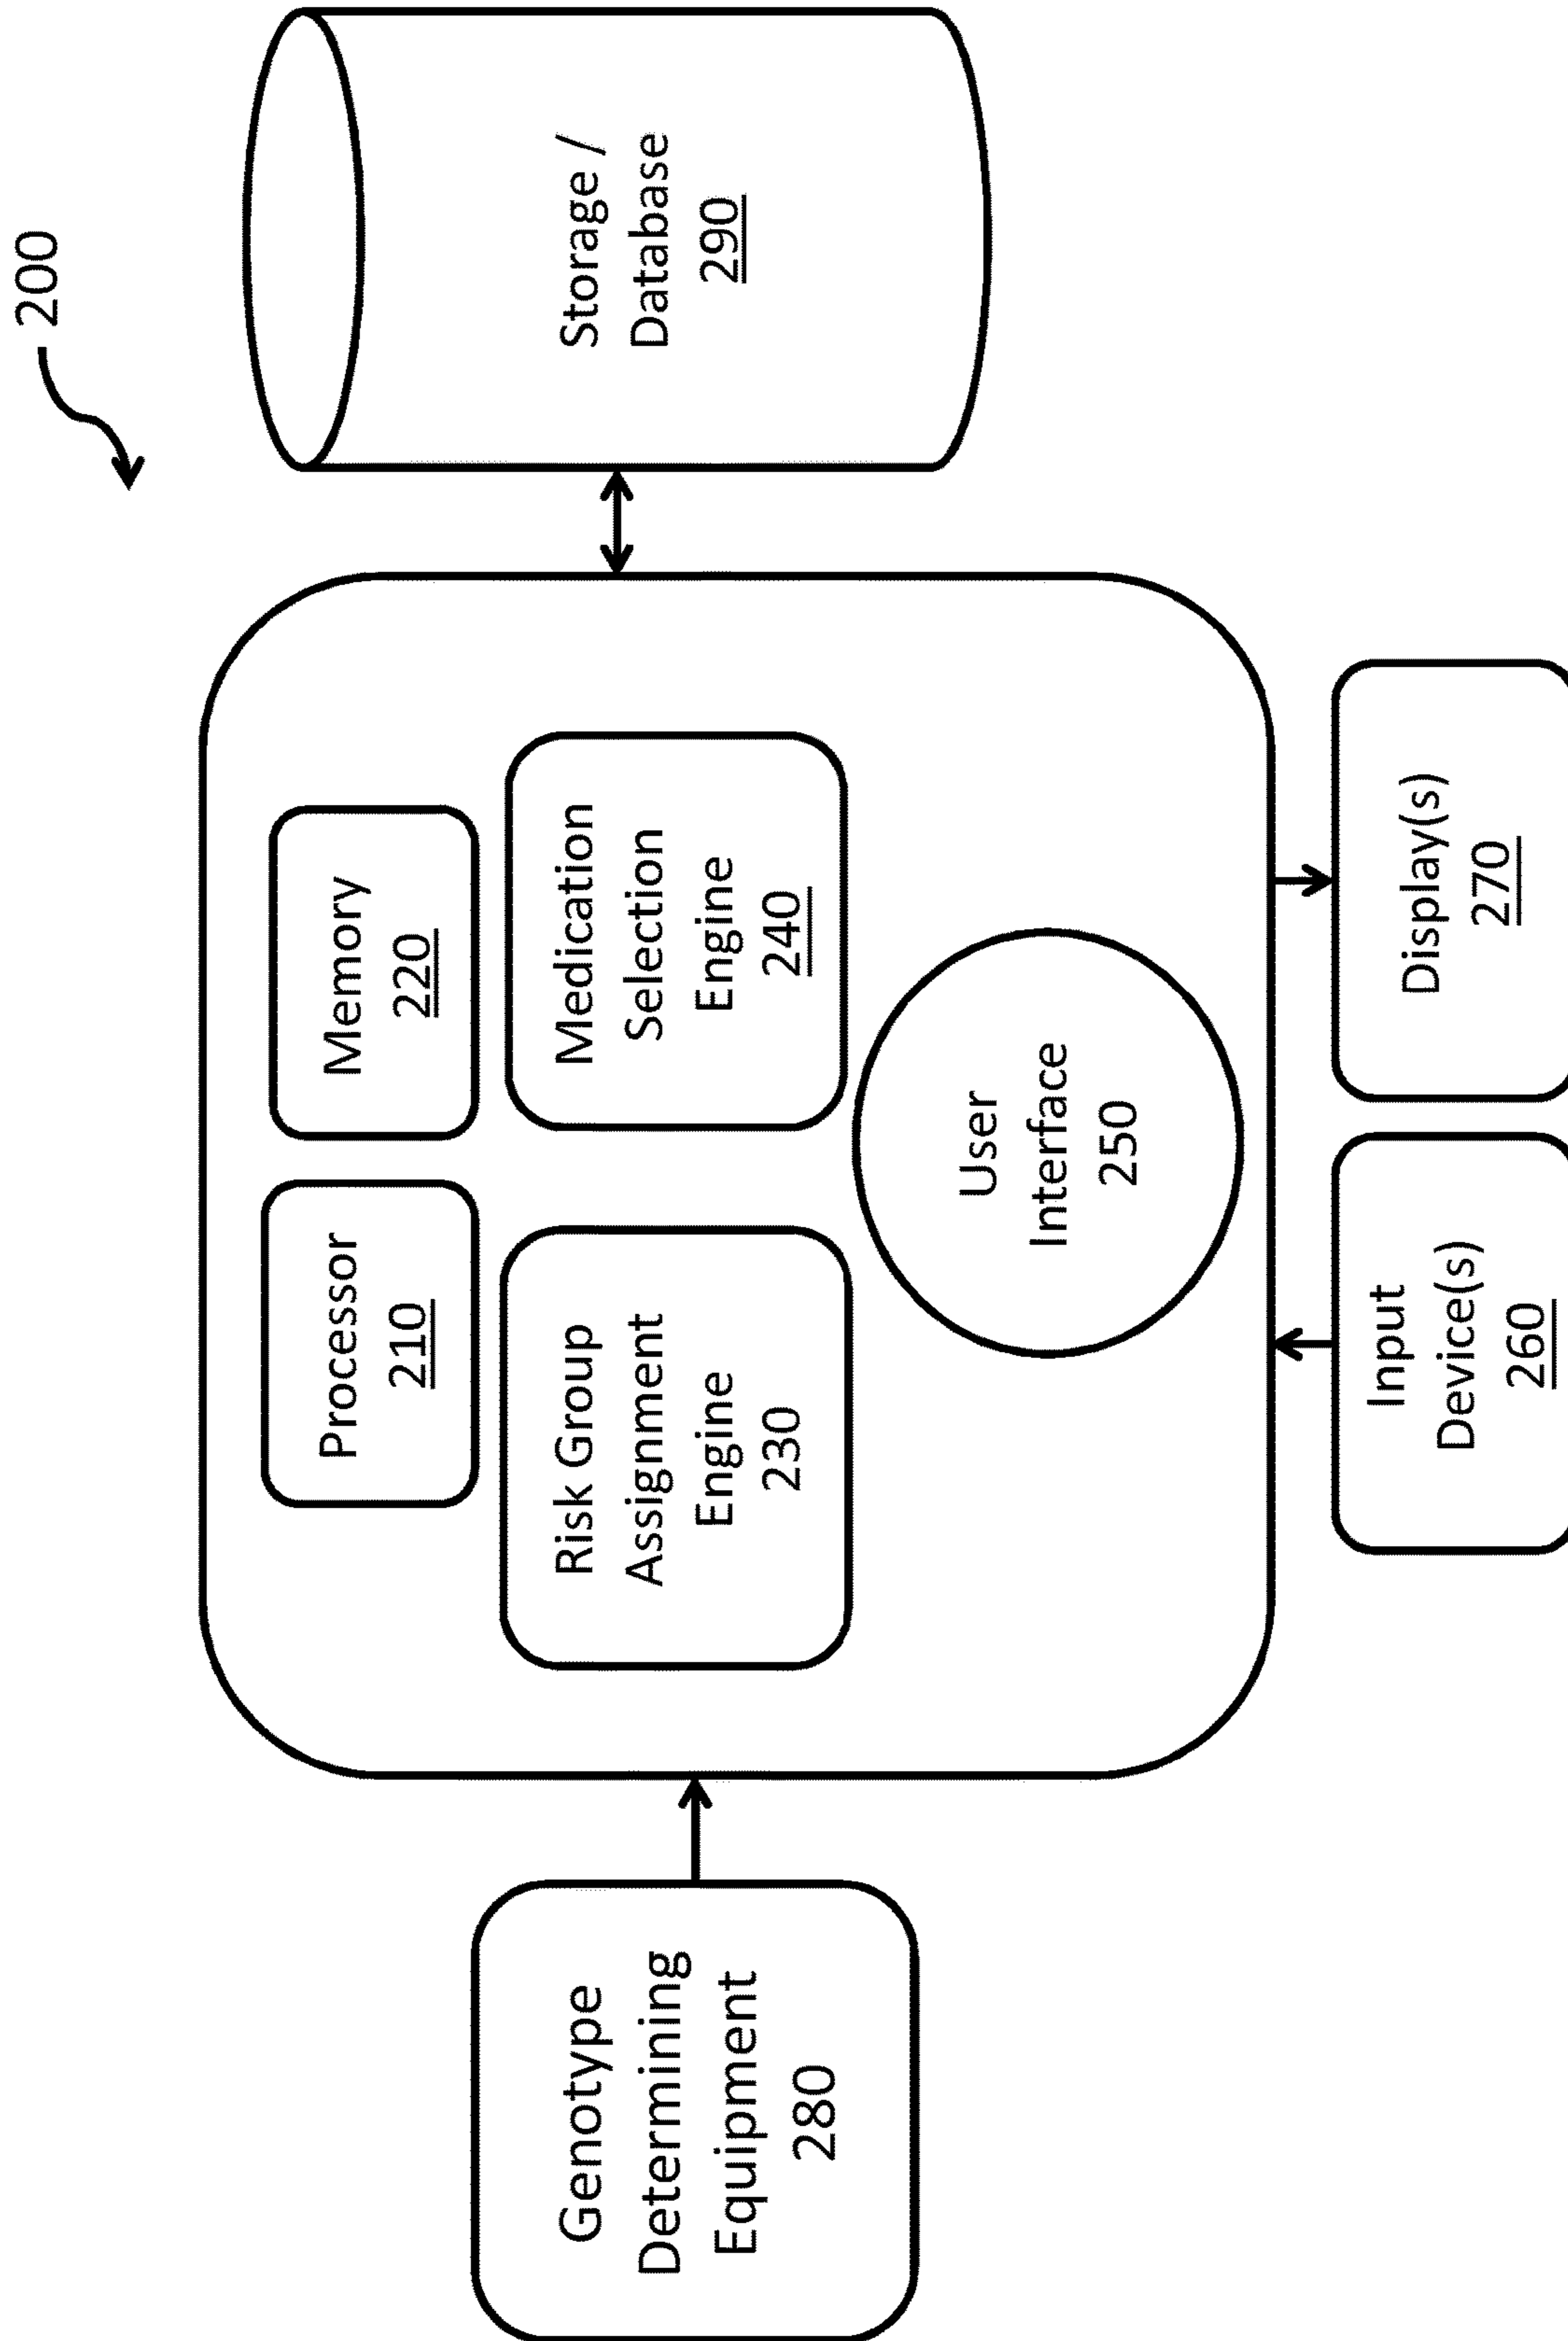 200
Processor
210
Memory
220
Risk Group
Assignment
Engine
230
Medication
Selection
Engine
240
User
Interface
250
Genotype
Determining
Equipment
280
Storage /
Database
290
Input
Device(s)
260
Display(s)
270